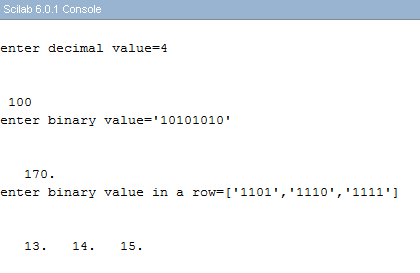 Scilab 6.0.1 Console
enter decimal value=4
100
enter binary value='10101010'
170.
enter binary value in a row=['1101','1110','1111']
13. 14. 15.